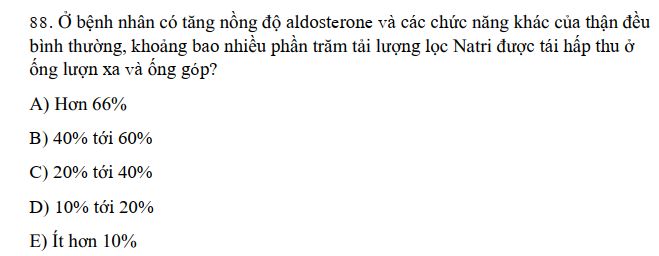 88. Ở bệnh nhân có tăng nồng độ aldosterone và các chức năng khác của thận đều
bình thường, khoảng bao nhiều phần trăm tải lượng lọc Natri được tái hấp thu ở
ống lượn xa và ống góp?
A) Hơn 66%
B) 40% tới 60%
C) 20% tới 40%
D) 10% tới 20%
E) Ít hơn 10%